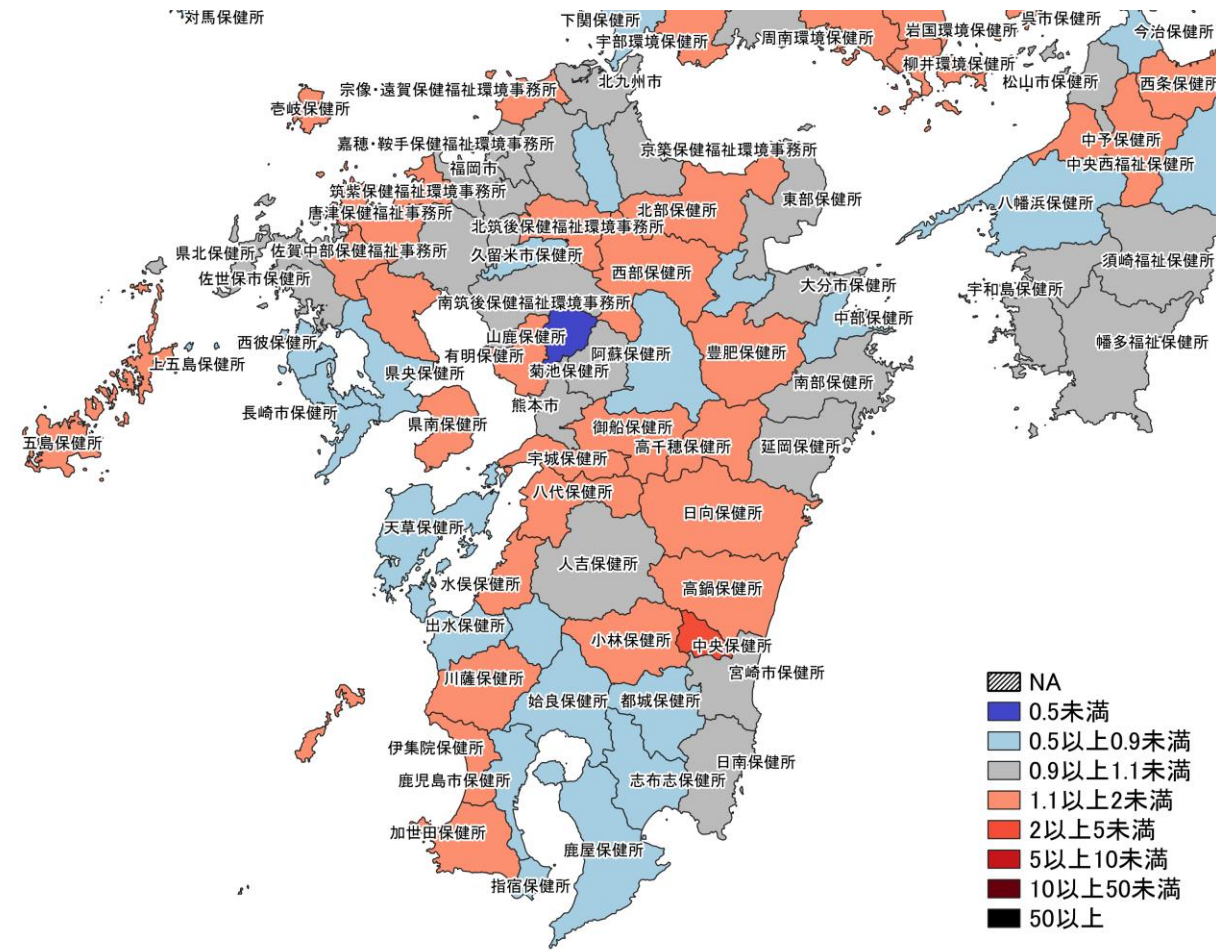 対馬保健所
下関保健所
宇部環境保健所
周南環境保健所
岩国環境保健所
呉市保健所
今治保健所
柳井環境保健所
松山市保健所
西条保健所
宗像・遠賀保健福祉環境事務所
北九州市
壱岐保健所
嘉穂・鞍手保健福祉環境事務所
京築保健福祉環境事務所
中予保健所
福岡市
中央西福祉保健所
筑紫保健福祉環境事務所
東部保健所
八幡浜保健所
唐津保健福祉事務所
北部保健所
北筑後保健福祉環境事務所
県北保健所
佐賀中部保健福祉事務所
久留米市保健所
西部保健所
須崎福祉保健所
佐世保市保健所
大分市保健所
宇和島保健所
南筑後保健福祉環境事務所
中部保健所
西彼保健所
山鹿保健所
幡多福祉保健所
有明保健所
阿蘇保健所
豊肥保健所
上五島保健所
県央保健所
菊池保健所
南部保健所
長崎市保健所
熊本市
県南保健所
御船保健所
五島保健所
高千穂保健所
延岡保健所
宇城保健所
八代保健所
日向保健所
天草保健所
人吉保健所
水俣保健所
高鍋保健所
出水保健所
小林保健所
中央保健所
宮崎市保健所
川薩保健所
姶良保健所
都城保健所
伊集院保健所
日南保健所
鹿児島市保健所
志布志保健所
加世田保健所
鹿屋保健所
指宿保健所
NA
0.5未満
0.5以上0.9未満
0.9以上1.1未満
1.1以上2未満
2以上5未満
5以上10未満
10以上50未満
50以上